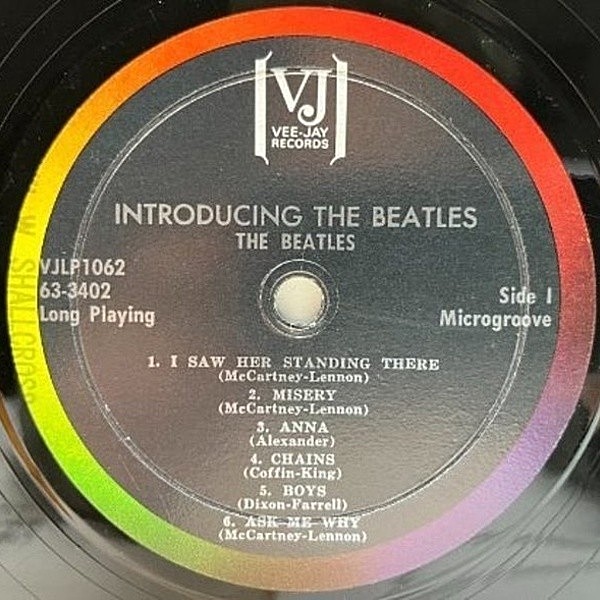 VJ
VEE-JAY
RECORDS
INTRODUCING THE BEATLES
THE BEATLES
VJLP1062
63-3402
Long Playing
Side I
Microgroove
1. I SAW HER STANDING THERE
(McCartney-Lennon)
2. MISERY
(McCartney-Lennon)
3. ANNA
(Alexander)
4. CHAINS
(Coffin-King)
5. BOYS
(Dixon-Farrell)
6. ASK ME WHY
(McCartney-Lennon)
W SHALLCROSS